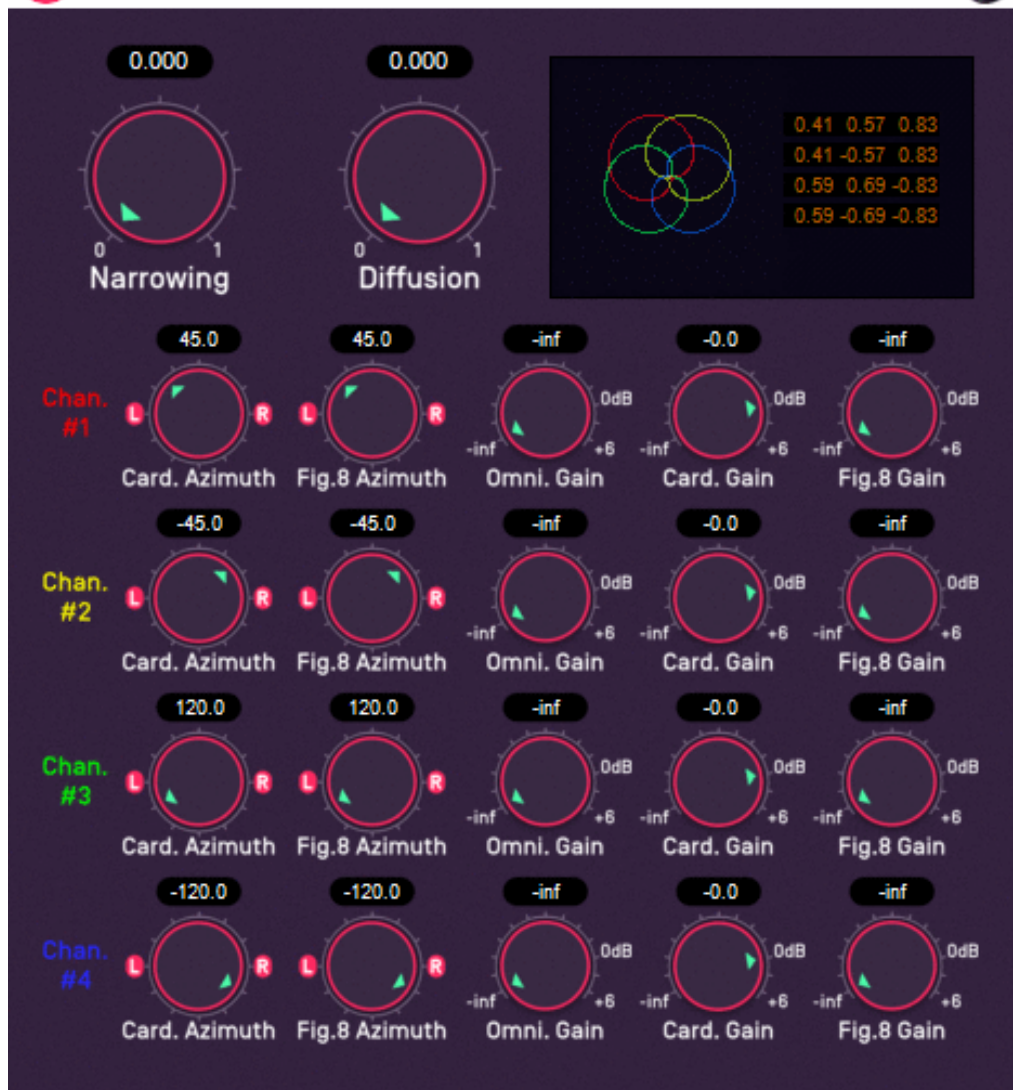 0.000 0.000
0.41 0.57 0.83
0.41 -0.57 0.83
0.59 0.69 -0.83
0.59 -0.69 -0.83
0 1 0 1
Narrowing Diffusion
45.0 45.0 -inf -0.0 -inf
Chan. #1
L R L R 0dB 0dB 0dB
-inf +6 -inf +6 -inf +6
Card. Azimuth Fig.8 Azimuth Omni. Gain Card. Gain Fig.8 Gain
-45.0 -45.0 -inf -0.0 -inf
Chan. #2
L R L R 0dB 0dB 0dB
-inf +6 -inf +6 -inf +6
Card. Azimuth Fig.8 Azimuth Omni. Gain Card. Gain Fig.8 Gain
120.0 120.0 -inf -0.0 -inf
Chan. #3
L R L R 0dB 0dB 0dB
-inf +6 -inf +6 -inf +6
Card. Azimuth Fig.8 Azimuth Omni. Gain Card. Gain Fig.8 Gain
-120.0 -120.0 -inf -0.0 -inf
Chan. #4
L R L R 0dB 0dB 0dB
-inf +6 -inf +6 -inf +6
Card. Azimuth Fig.8 Azimuth Omni. Gain Card. Gain Fig.8 Gain